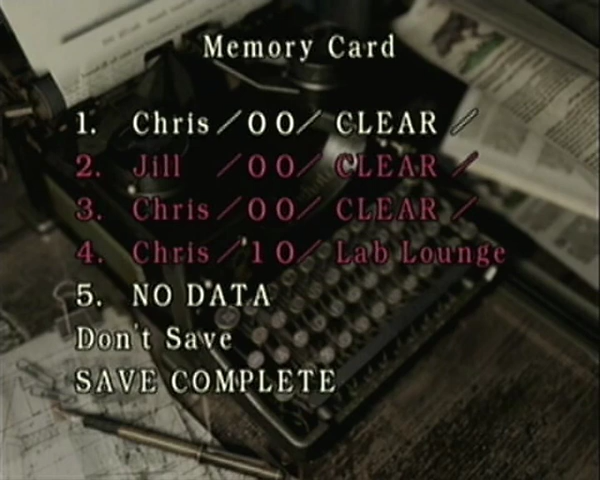 Memory Card
1. Chris ／00／ CLEAR ／
2. Jill ／00／ CLEAR ／
3. Chris ／00／ CLEAR ／
4. Chris ／10／ Lab Lounge
5. NO DATA
Don't Save
SAVE COMPLETE